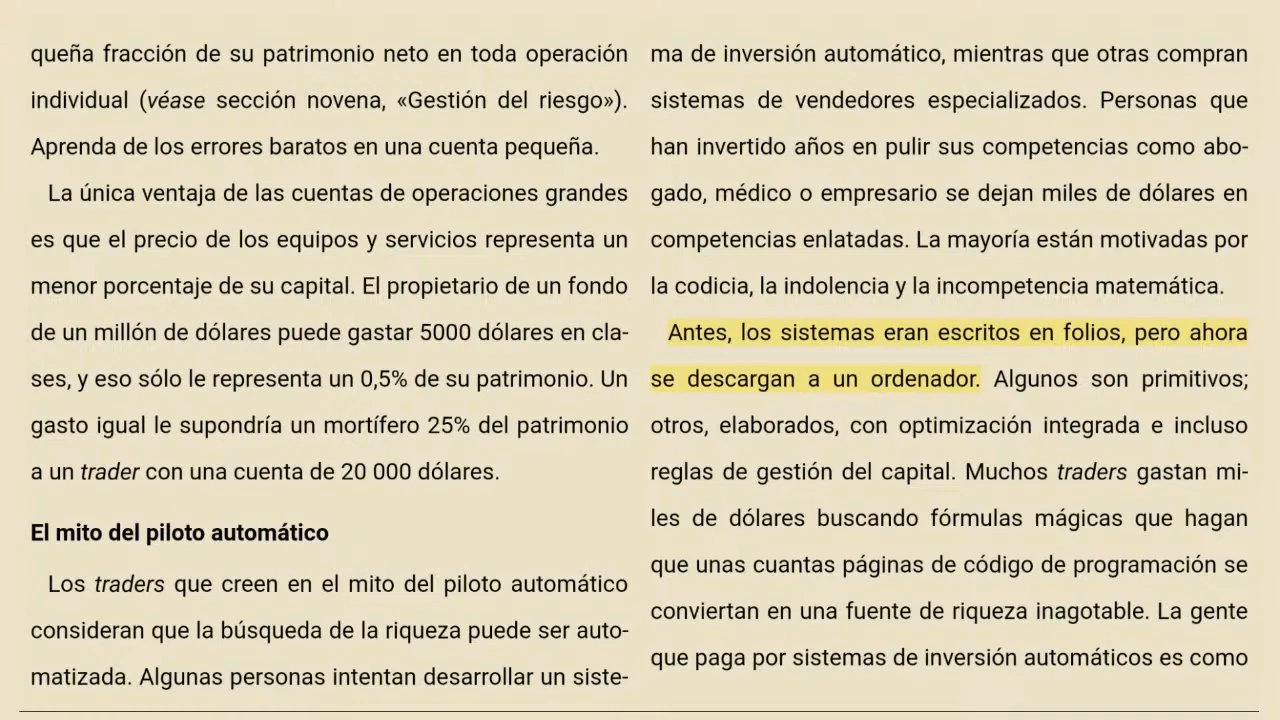 queña fracción de su patrimonio neto en toda operación
individual (véase sección novena, «Gestión del riesgo»).
Aprenda de los errores baratos en una cuenta pequeña.
La única ventaja de las cuentas de operaciones grandes
es que el precio de los equipos y servicios representa un
menor porcentaje de su capital. El propietario de un fondo
de un millón de dólares puede gastar 5000 dólares en cla-
ses, y eso sólo le representa un 0,5% de su patrimonio. Un
gasto igual le supondría un mortífero 25% del patrimonio
a un trader con una cuenta de 20 000 dólares.
El mito del piloto automático
Los traders que creen en el mito del piloto automático
consideran que la búsqueda de la riqueza puede ser auto-
matizada. Algunas personas intentan desarrollar un siste-
ma de inversión automático, mientras que otras compran
sistemas de vendedores especializados. Personas que
han invertido años en pulir sus competencias como abo-
gado, médico o empresario se dejan miles de dólares en
competencias enlatadas. La mayoría están motivadas por
la codicia, la indolencia y la incompetencia matemática.
Antes, los sistemas eran escritos en folios, pero ahora
se descargan a un ordenador. Algunos son primitivos;
otros, elaborados, con optimización integrada e incluso
reglas de gestión del capital. Muchos traders gastan mi-
les de dólares buscando fórmulas mágicas que hagan
que unas cuantas páginas de código de programación se
conviertan en una fuente de riqueza inagotable. La gente
que paga por sistemas de inversión automáticos es como